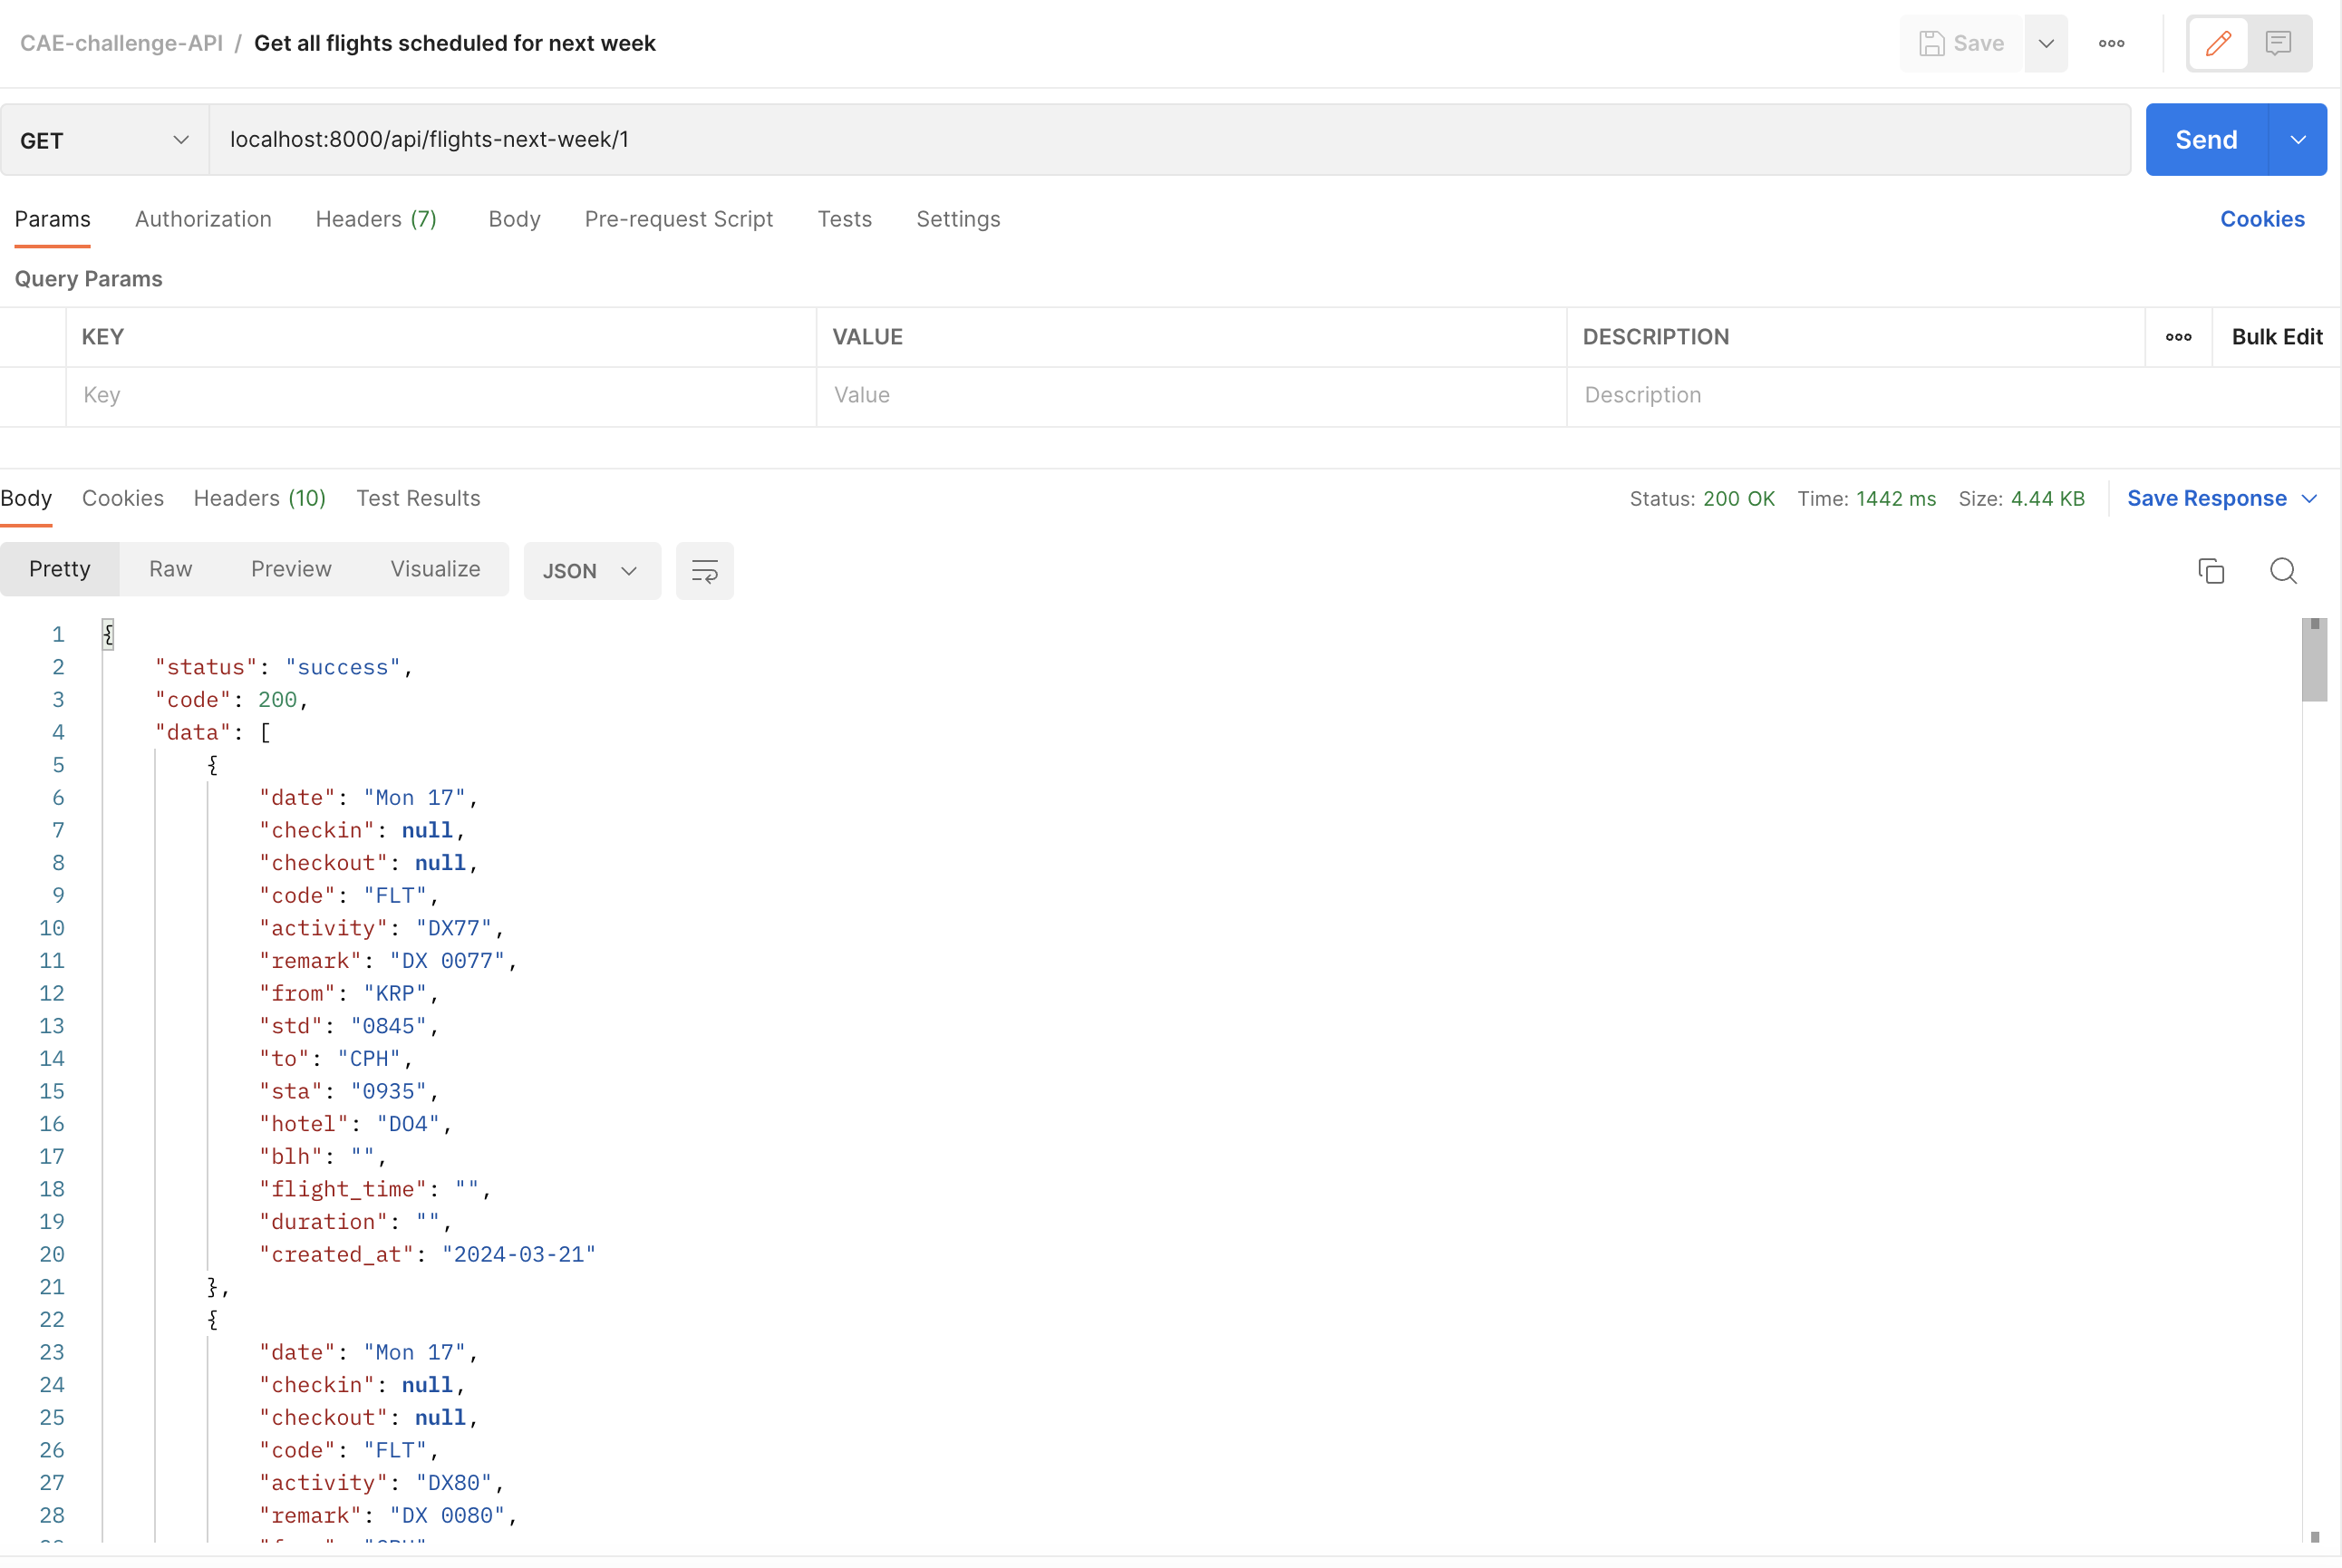 CAE-challenge-API / Get all flights scheduled for next week
Save
GET localhost:8000/api/flights-next-week/1 Send
Params Authorization Headers (7) Body Pre-request Script Tests Settings Cookies
Query Params
KEY VALUE DESCRIPTION Bulk Edit
Key Value Description
Body Cookies Headers (10) Test Results Status: 200 OK Time: 1442 ms Size: 4.44 KB Save Response
Pretty Raw Preview Visualize JSON
1 {
2 "status": "success",
3 "code": 200,
4 "data": [
5 {
6 "date": "Mon 17",
7 "checkin": null,
8 "checkout": null,
9 "code": "FLT",
10 "activity": "DX77",
11 "remark": "DX 0077",
12 "from": "KRP",
13 "std": "0845",
14 "to": "CPH",
15 "sta": "0935",
16 "hotel": "DO4",
17 "blh": "",
18 "flight_time": "",
19 "duration": "",
20 "created_at": "2024-03-21"
21 },
22 {
23 "date": "Mon 17",
24 "checkin": null,
25 "checkout": null,
26 "code": "FLT",
27 "activity": "DX80",
28 "remark": "DX 0080",